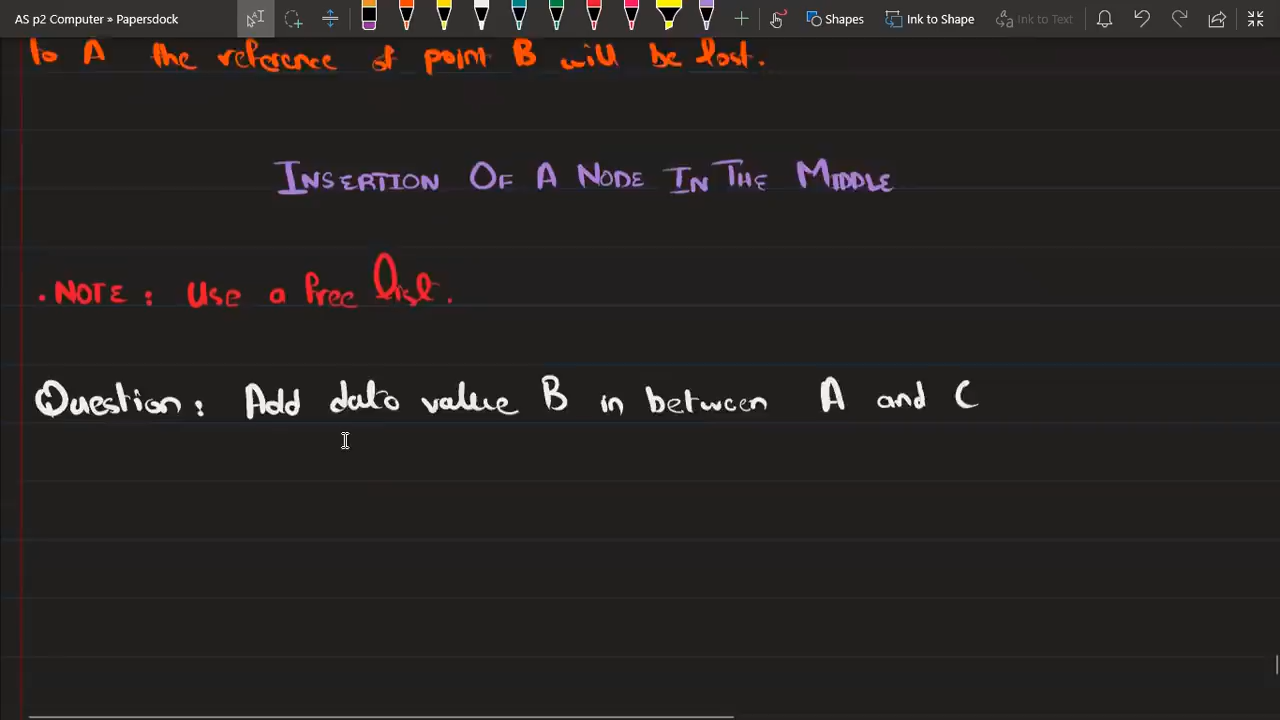 AS p2 Computer » Papersdock
Shapes
Ink to Shape
Ink to Text
to A the reference of point B will be lost.
INSERTION OF A NODE IN THE MIDDLE
. NOTE : Use a free list.
Question : Add data value B in between A and C